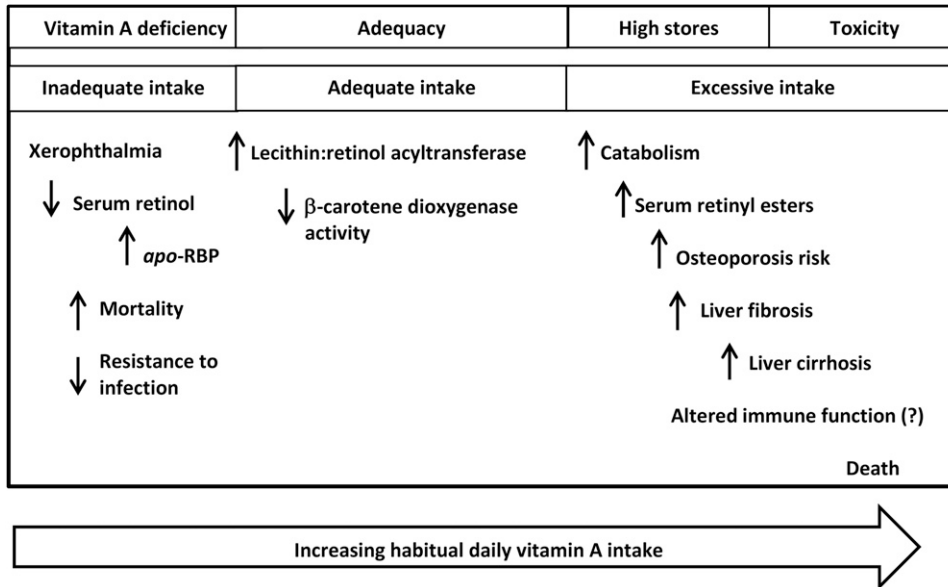 Vitamin A deficiency
Adequacy
High stores
Toxicity
Inadequate intake
Adequate intake
Excessive intake
Xerophthalmia
↓ Serum retinol
↑ apo-RBP
↑ Mortality
↓ Resistance to
infection
↑ Lecithin:retinol acyltransferase
↓ β-carotene dioxygenase
activity
↑ Catabolism
↑ Serum retinyl esters
↑ Osteoporosis risk
↑ Liver fibrosis
↑ Liver cirrhosis
Altered immune function (?)
Death
Increasing habitual daily vitamin A intake